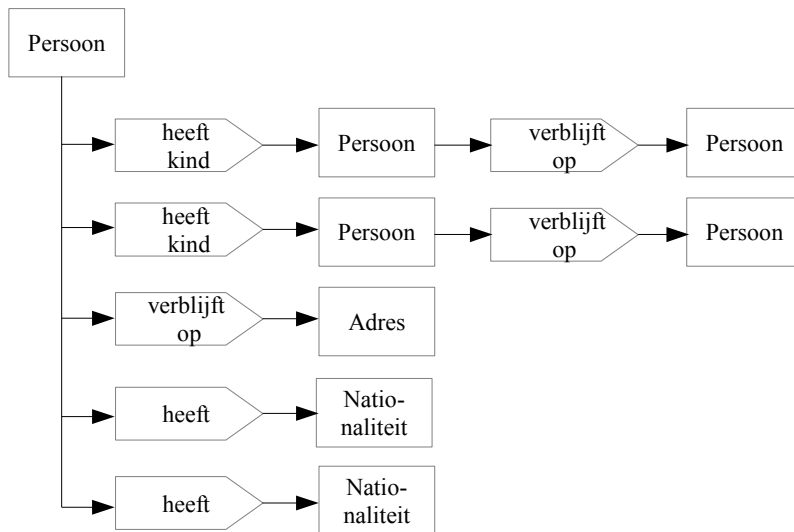 Persoon
heeft
kind
Persoon
verblijft
op
Persoon
heeft
kind
Persoon
verblijft
op
Persoon
verblijft
op
Adres
heeft
Natio-
naliteit
heeft
Natio-
naliteit